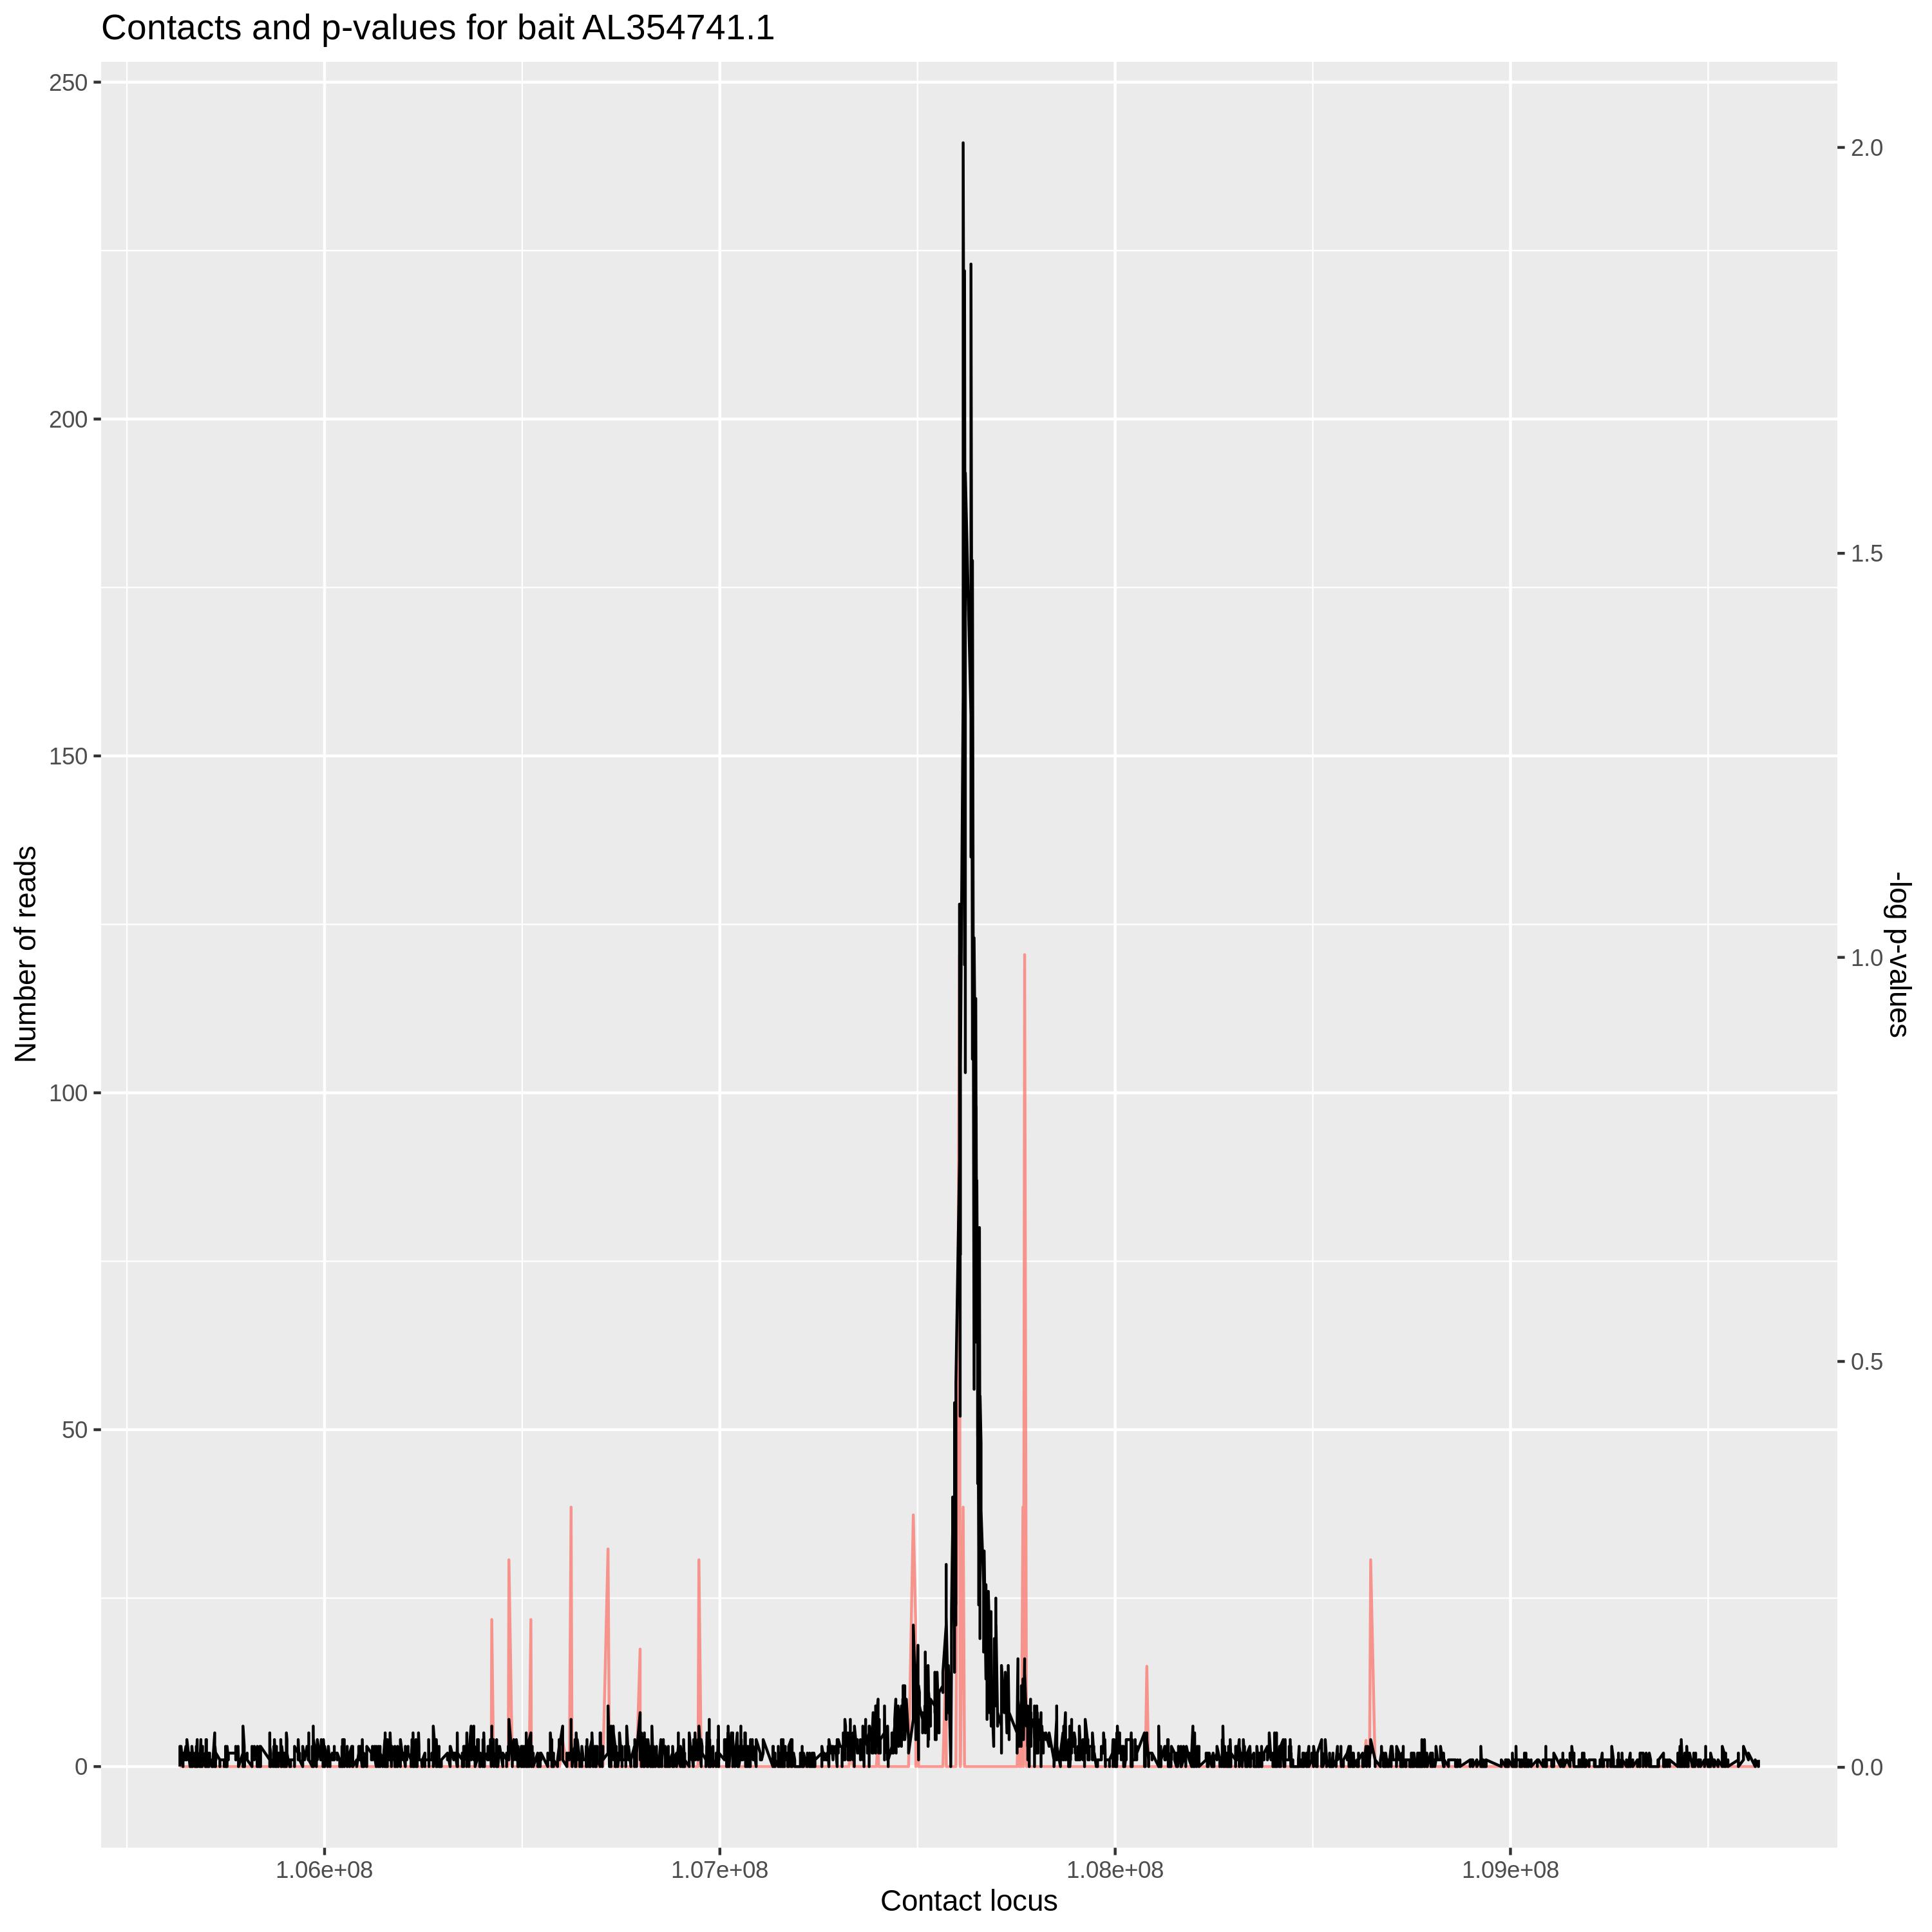 Contacts and p-values for bait AL354741.1
250
200
150
100
50
0
Number of reads
2.0
1.5
1.0
0.5
0.0
-log p-values
1.06e+08
1.07e+08
1.08e+08
1.09e+08
Contact locus